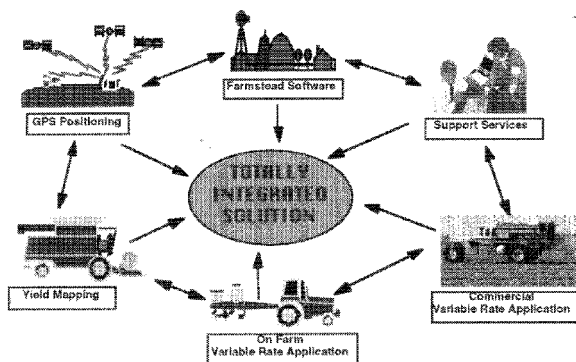 Farmstead Software
GPS Positioning
Support Services
TOTALLY
INTEGRATED
SOLUTION
Yield Mapping
Commercial
Variable Rate Application
On Farm
Variable Rate Application